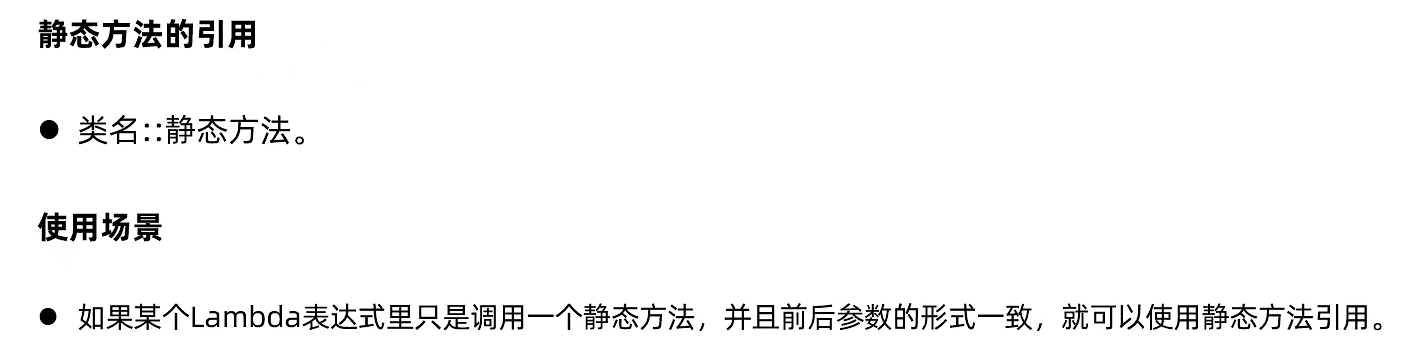 静态方法的引用
● 类名::静态方法。
使用场景
● 如果某个Lambda表达式里只是调用一个静态方法，并且前后参数的形式一致，就可以使用静态方法引用。